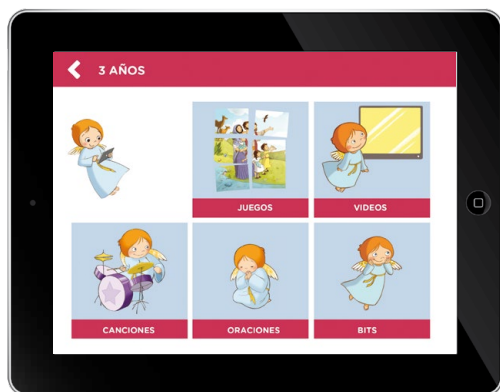 3 AÑOS
JUEGOS
VIDEOS
CANCIONES
ORACIONES
BITS